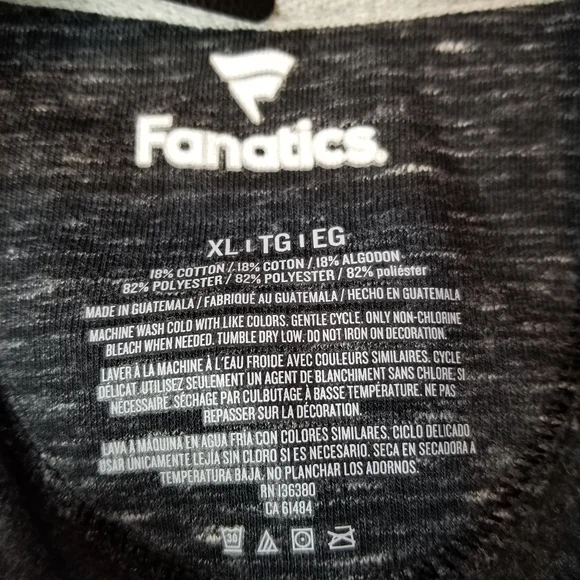 Fanatics.
XL | TG | EG
18% COTTON / 18% COTON / 18% ALGODON
82% POLYESTER / 82% POLYESTER / 82% poliéster
MADE IN GUATEMALA / FABRIQUÉ AU GUATEMALA / HECHO EN GUATEMALA
MACHINE WASH COLD WITH LIKE COLORS. GENTLE CYCLE. ONLY NON-CHLORINE
BLEACH WHEN NEEDED. TUMBLE DRY LOW. DO NOT IRON ON DECORATION.
LAVER À LA MACHINE À L'EAU FROIDE AVEC COULEURS SIMILAIRES. CYCLE
DÉLICAT. UTILISEZ SEULEMENT UN AGENT DE BLANCHIMENT SANS CHLORE, SI
NÉCESSAIRE. SÉCHAGE PAR CULBUTAGE À BASSE TEMPÉRATURE. NE PAS
REPASSER SUR LA DÉCORATION.
LAVA A MÁQUINA EN AGUA FRÍA CON COLORES SIMILARES. CICLO DELICADO
USAR ÚNICAMENTE LEJÍA SIN CLORO SI ES NECESARIO. SECA EN SECADORA A
TEMPERATURA BAJA. NO PLANCHAR LOS ADORNOS.
RN 136380
CA 61484
30